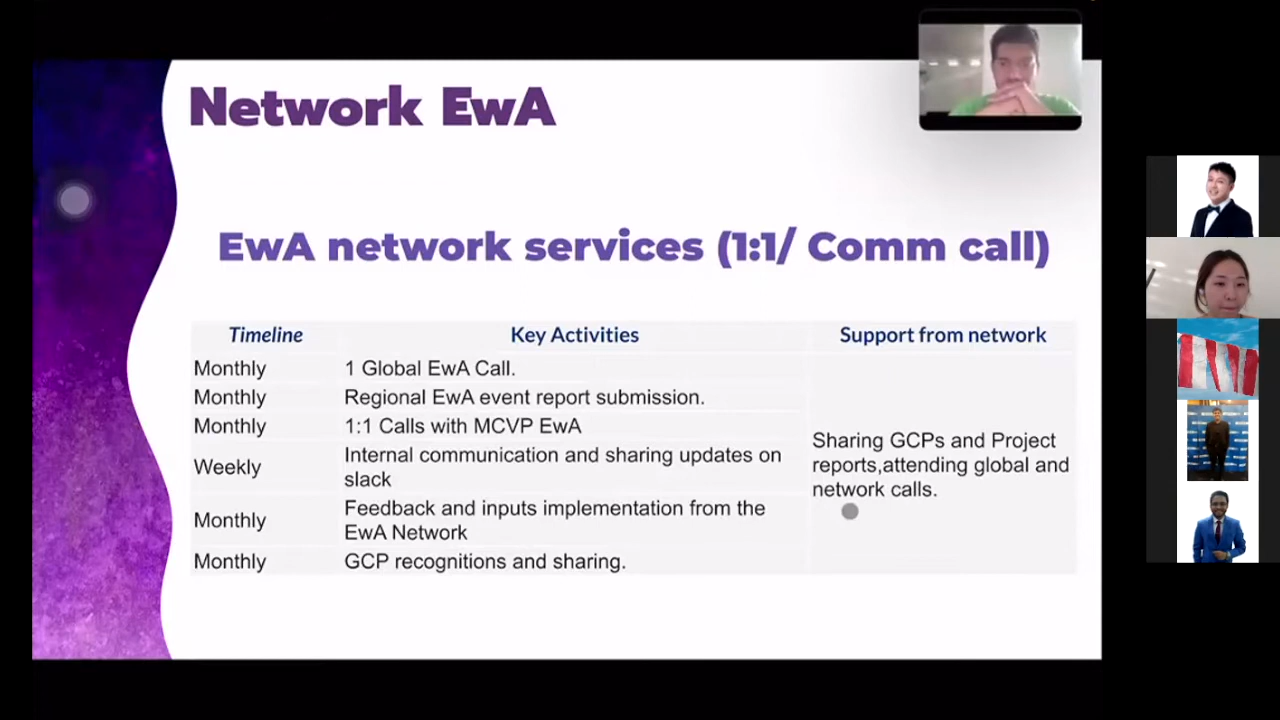 Network EwA
EwA network services (1:1/ Comm call)
Timeline Key Activities Support from network
Monthly 1 Global EwA Call.
Monthly Regional EwA event report submission.
Monthly 1:1 Calls with MCVP EwA
Weekly Internal communication and sharing updates on
slack
Monthly Feedback and inputs implementation from the
EwA Network
Monthly GCP recognitions and sharing.
Sharing GCPs and Project
reports,attending global and
network calls.